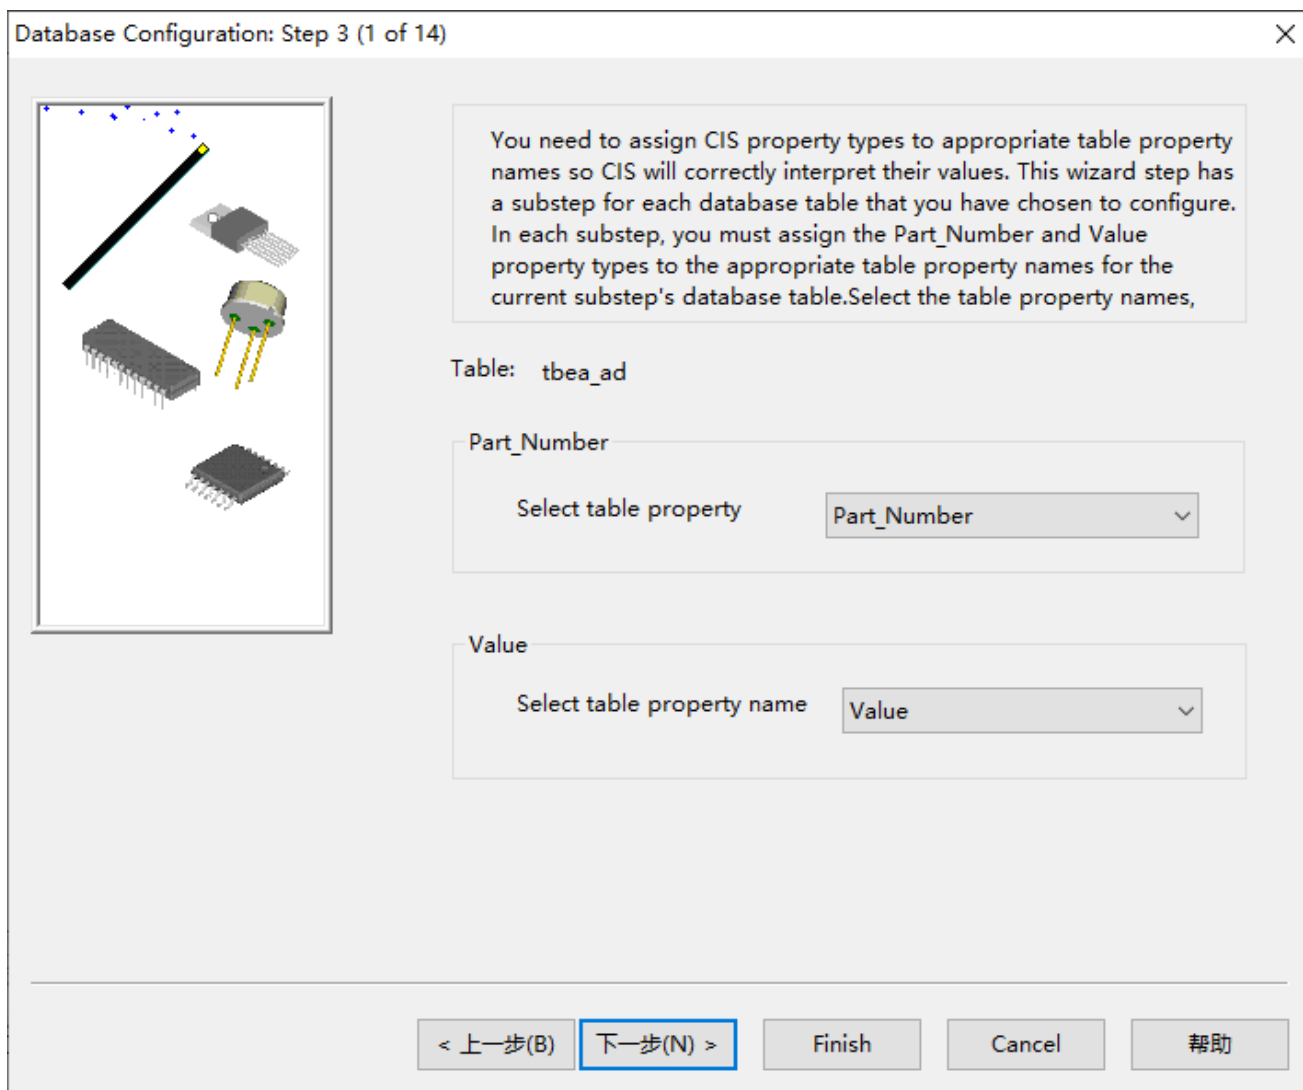 Database Configuration: Step 3 (1 of 14)
You need to assign CIS property types to appropriate table property
names so CIS will correctly interpret their values. This wizard step has
a substep for each database table that you have chosen to configure.
In each substep, you must assign the Part_Number and Value
property types to the appropriate table property names for the
current substep's database table.Select the table property names,
Table: tbea_ad
Part_Number
Select table property Part_Number
Value
Select table property name Value
< 上一步(B) 下一步(N) > Finish Cancel 帮助